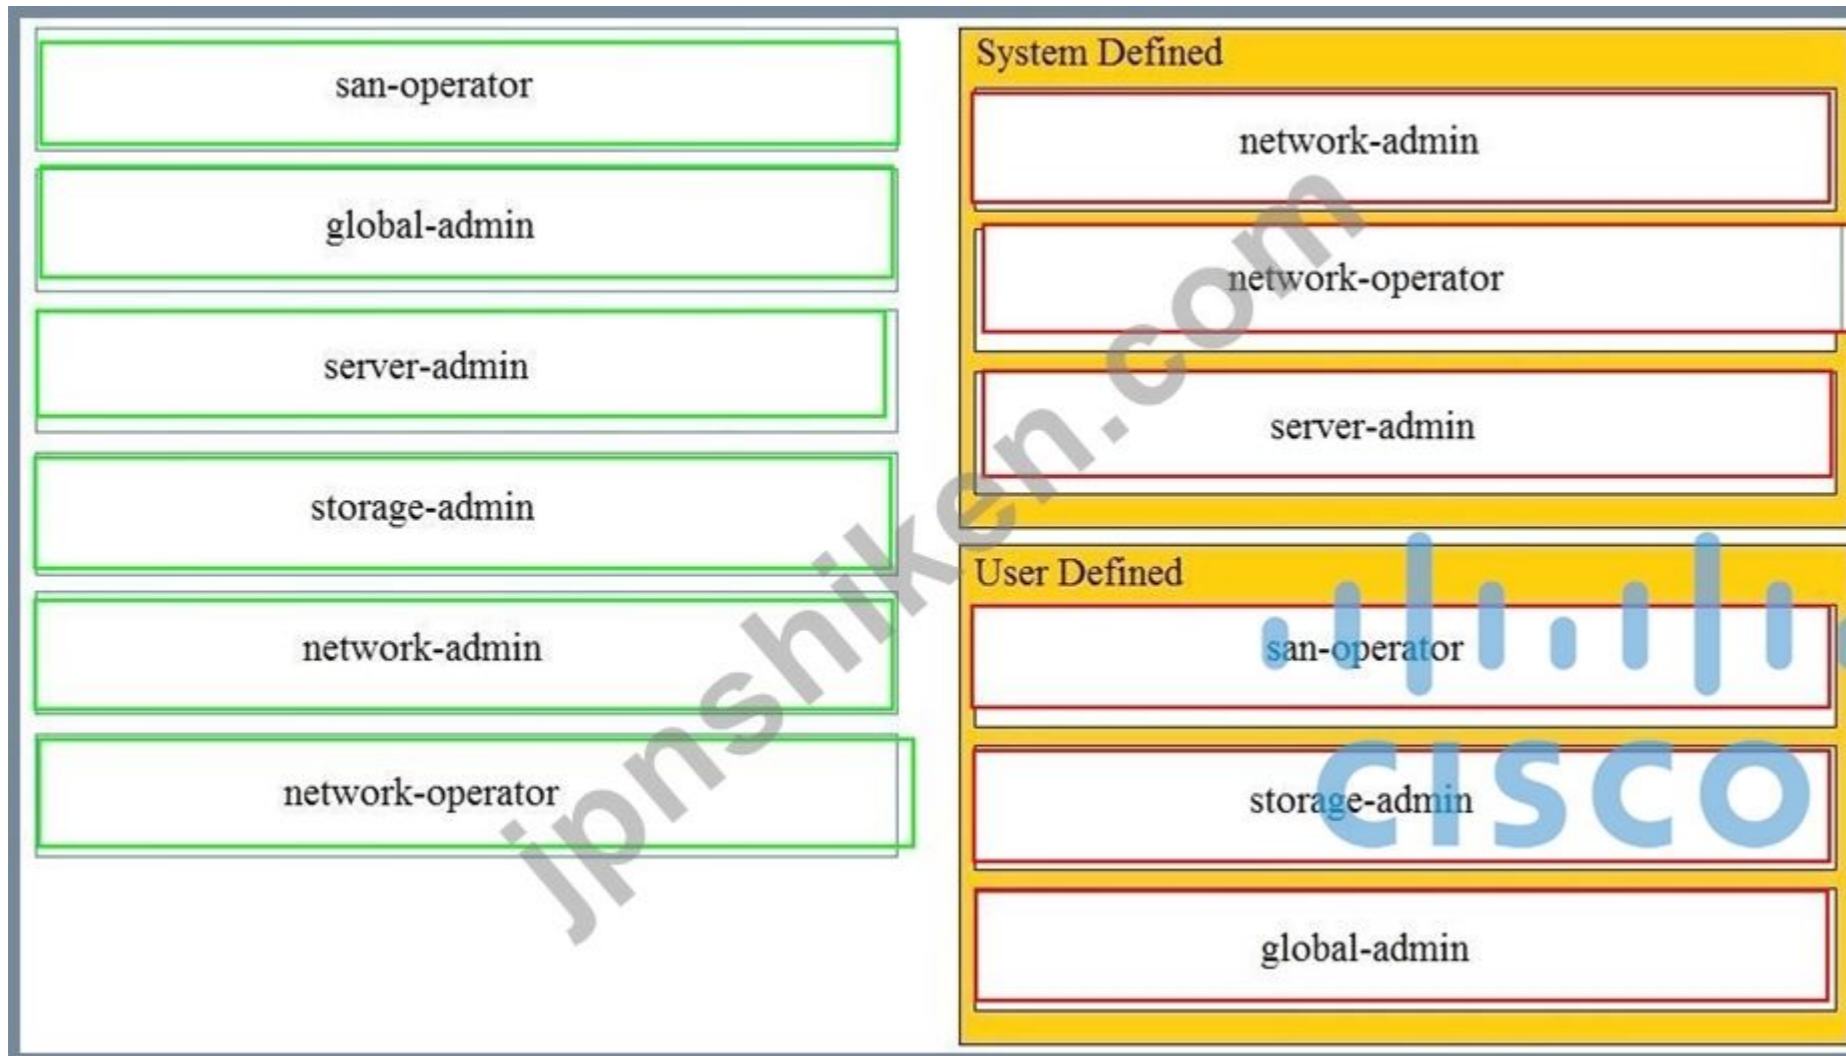 san-operator
global-admin
server-admin
storage-admin
network-admin
network-operator
System Defined
network-admin
network-operator
server-admin
User Defined
san-operator
storage-admin
global-admin
jpnshiken.com
CISCO